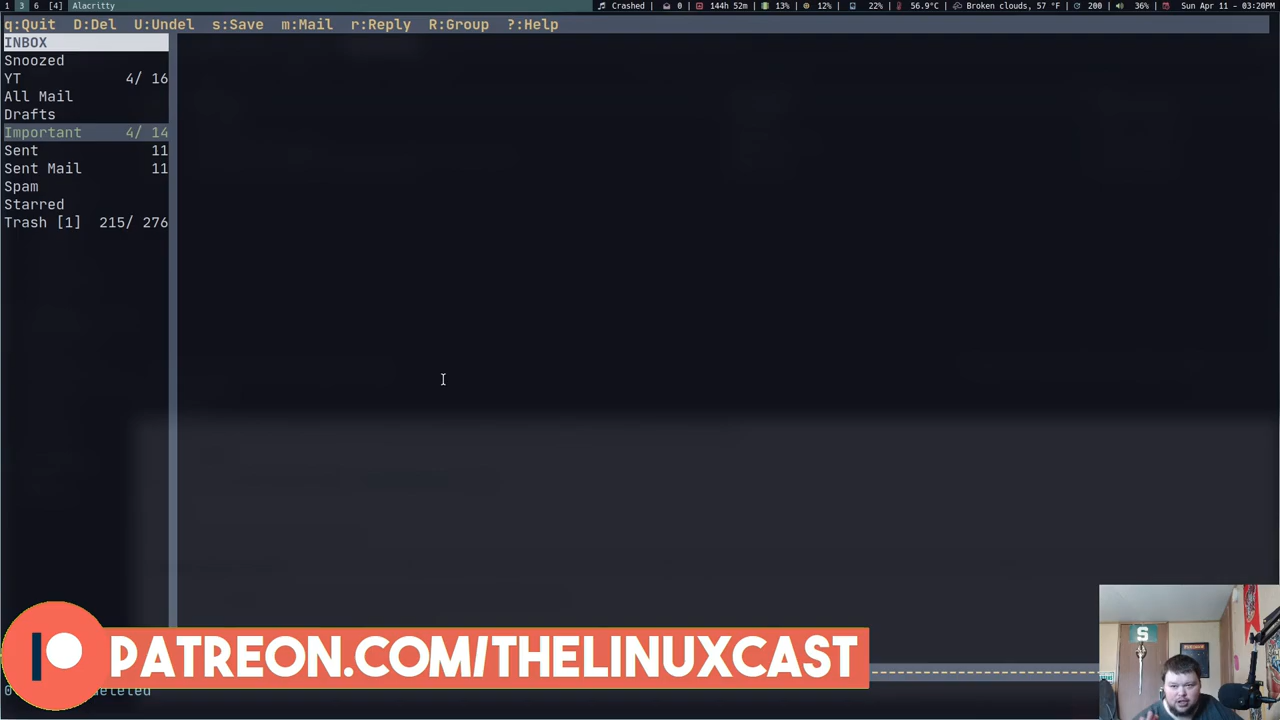 1 3 6 [4] Alacritty Crashed | 0 | 144h 52m | 13% | 12% | 22% | 56.9°C | Broken clouds, 57 °F | 200 | 36% | Sun Apr 11 - 03:20PM
q:Quit D:Del U:Undel s:Save m:Mail r:Reply R:Group ?:Help
INBOX
Snoozed
YT 4/ 16
All Mail
Drafts
Important 4/ 14
Sent 11
Sent Mail 11
Spam
Starred
Trash [1] 215/ 276
S
PATREON.COM/THELINUXCAST